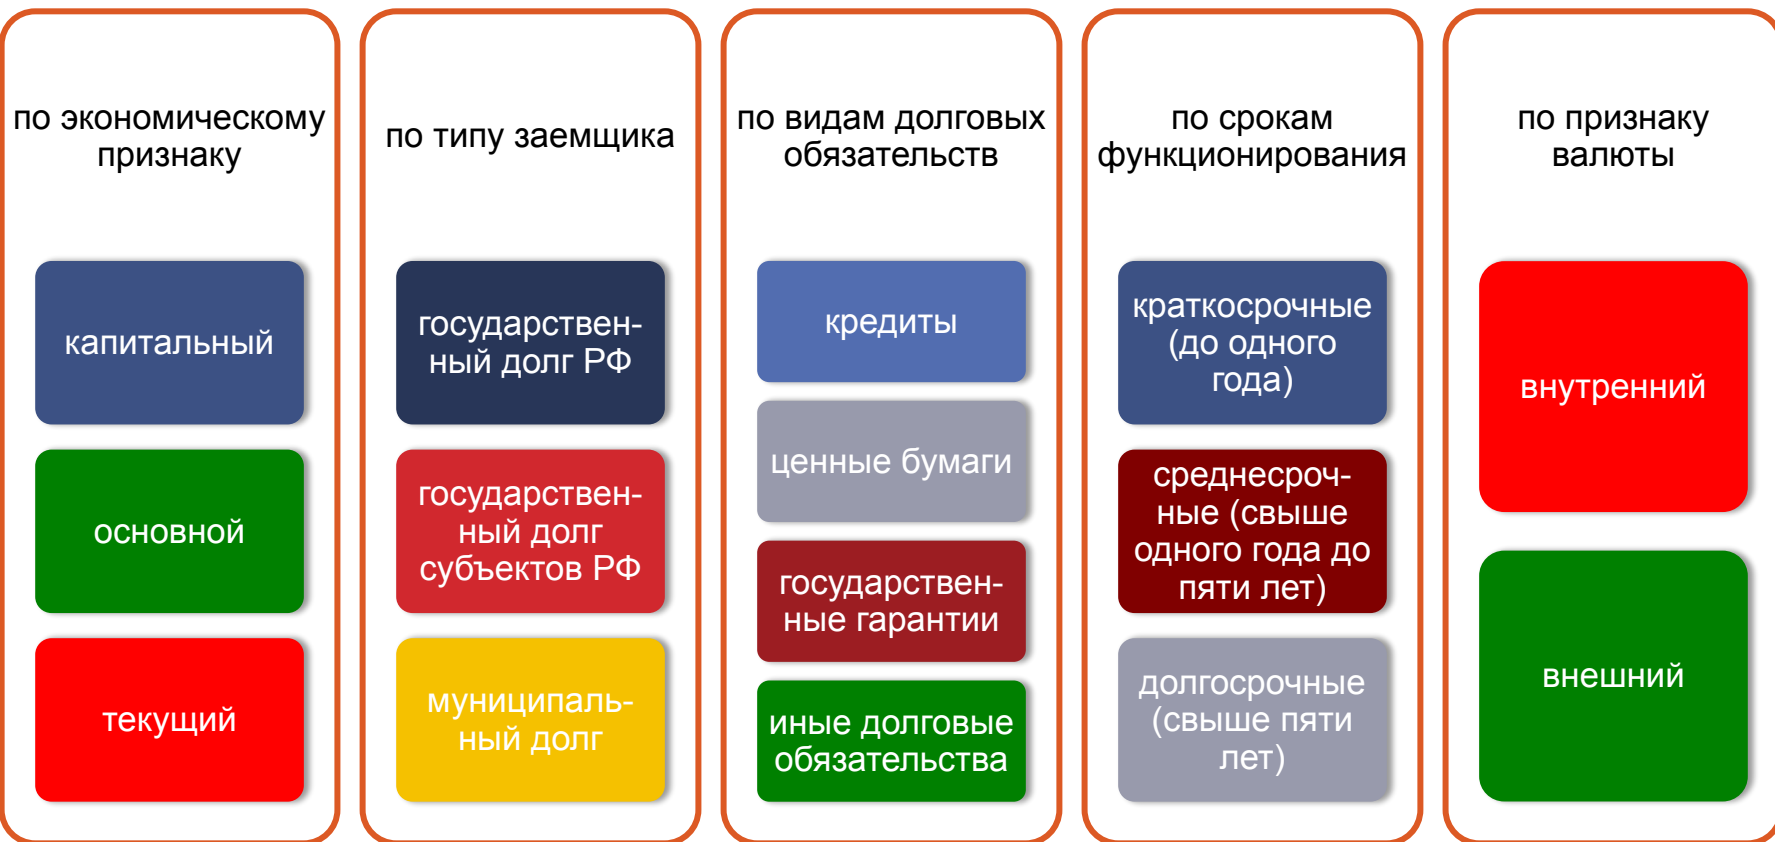 по экономическому
признаку
капитальный
основной
текущий
по типу заемщика
государствен-
ный долг РФ
государствен-
ный долг
субъектов РФ
муниципаль-
ный долг
по видам долговых
обязательств
кредиты
ценные бумаги
государствен-
ные гарантии
иные долговые
обязательства
по срокам
функционирования
краткосрочные
(до одного
года)
среднесроч-
ные (свыше
одного года до
пяти лет)
долгосрочные
(свыше пяти
лет)
по признаку
валюты
внутренний
внешний